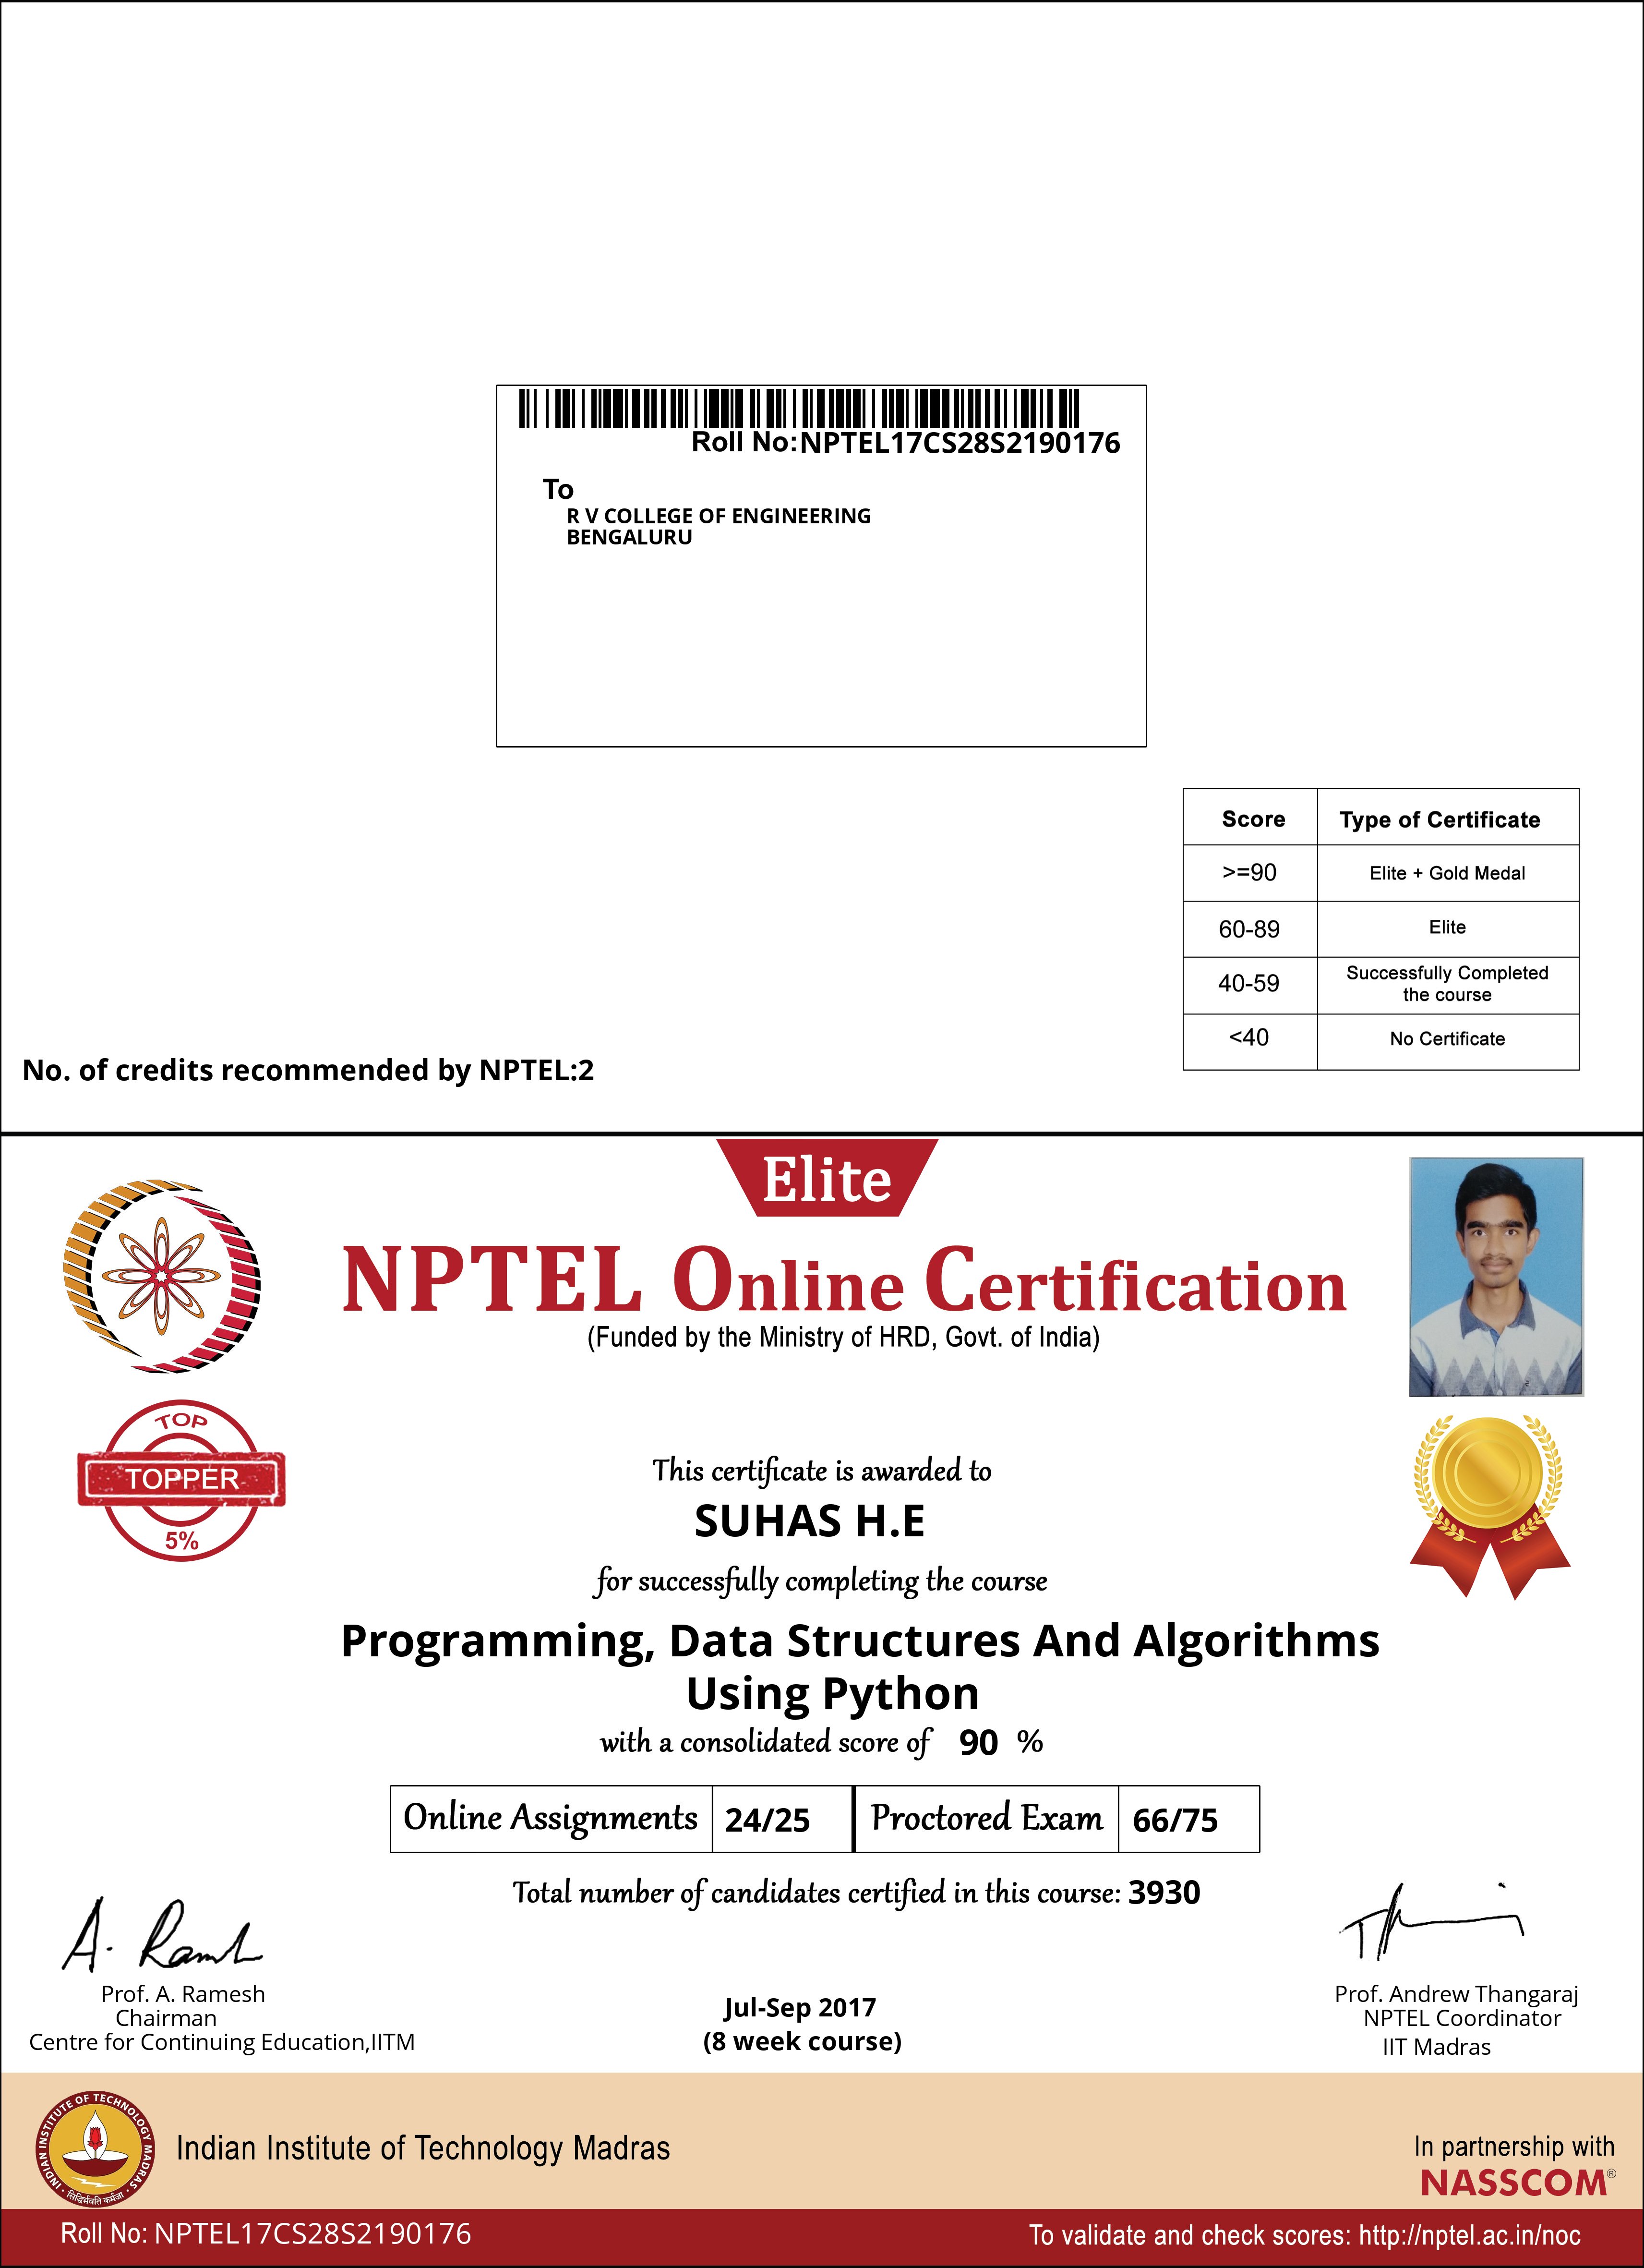 Roll No:NPTEL17CS28S2190176
To
R V COLLEGE OF ENGINEERING
BENGALURU
Score Type of Certificate
>=90 Elite + Gold Medal
60-89 Elite
40-59 Successfully Completed
the course
<40 No Certificate
No. of credits recommended by NPTEL:2
Elite
NPTEL Online Certification
(Funded by the Ministry of HRD, Govt. of India)
TOP
TOPPER
5%
This certificate is awarded to
SUHAS H.E
for successfully completing the course
Programming, Data Structures And Algorithms
Using Python
with a consolidated score of 90 %
Online Assignments 24/25 Proctored Exam 66/75
Total number of candidates certified in this course: 3930
A. Ramesh
Prof. A. Ramesh
Chairman
Centre for Continuing Education,IITM
Jul-Sep 2017
(8 week course)
Prof. Andrew Thangaraj
NPTEL Coordinator
IIT Madras
INDIAN INSTITUTE OF TECHNOLOGY MADRAS
सिद्धिर्भवति कर्मजा
Indian Institute of Technology Madras
In partnership with
NASSCOM®
Roll No: NPTEL17CS28S2190176
To validate and check scores: http://nptel.ac.in/noc